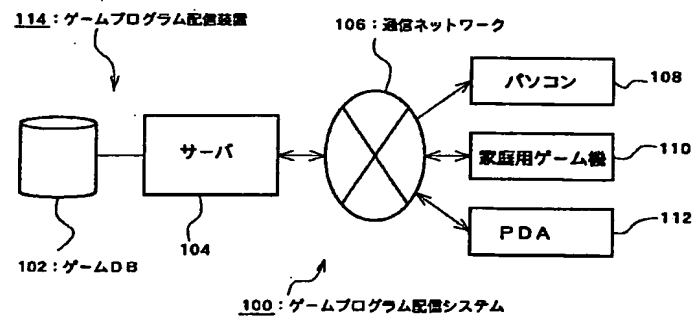 114：ゲームプログラム配信装置
106：通信ネットワーク
パソコン
108
サーバ
家庭用ゲーム機
110
104
PDA
112
102：ゲームDB
100：ゲームプログラム配信システム